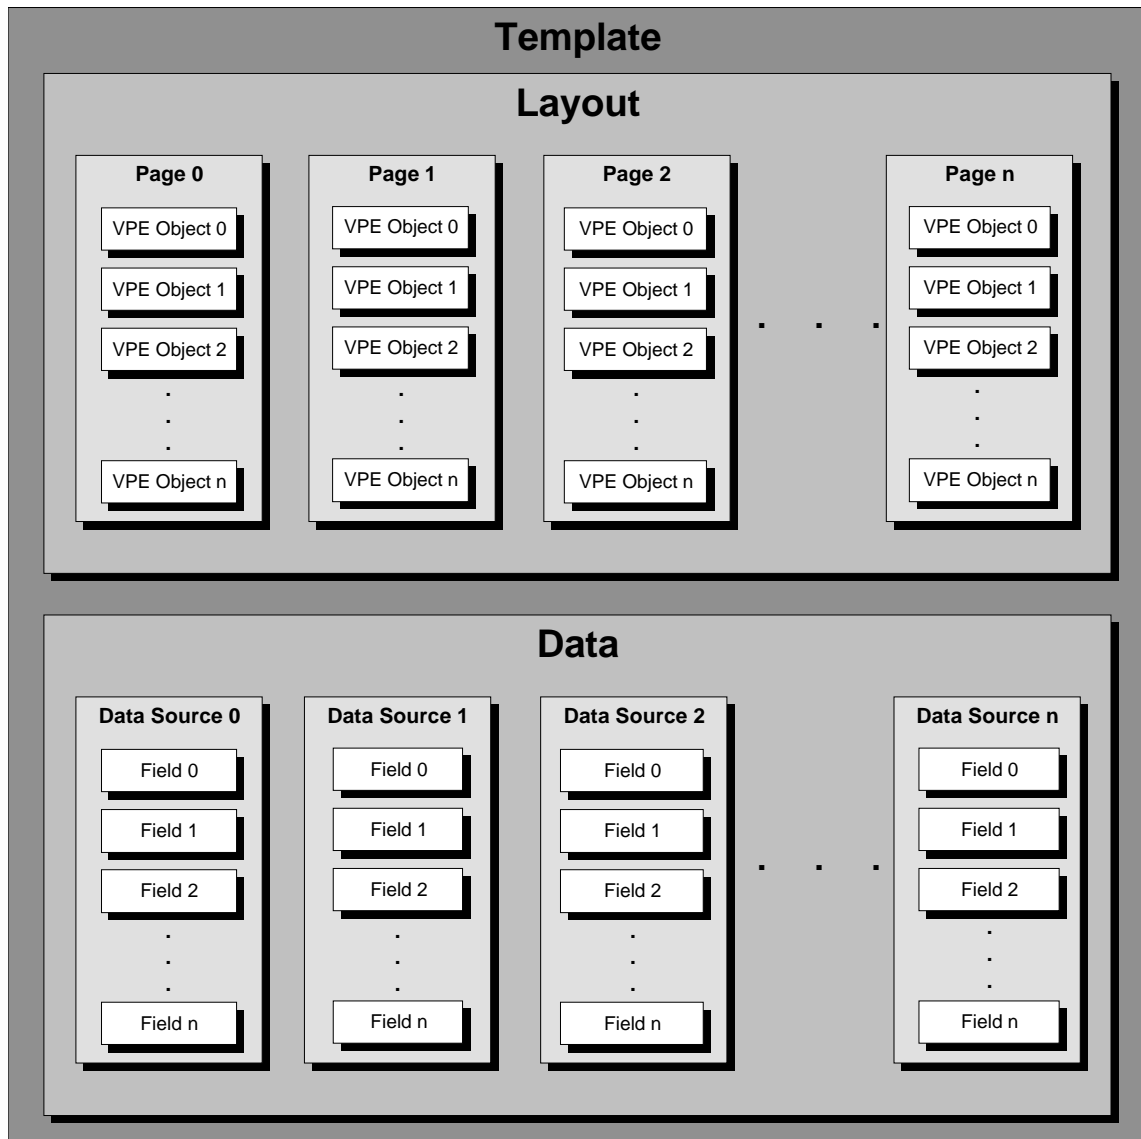 Template
Layout
Page 0
VPE Object 0
VPE Object 1
VPE Object 2
.
.
.
VPE Object n
Page 1
VPE Object 0
VPE Object 1
VPE Object 2
.
.
.
VPE Object n
Page 2
VPE Object 0
VPE Object 1
VPE Object 2
.
.
.
VPE Object n
. . .
Page n
VPE Object 0
VPE Object 1
VPE Object 2
.
.
.
VPE Object n
Data
Data Source 0
Field 0
Field 1
Field 2
.
.
.
Field n
Data Source 1
Field 0
Field 1
Field 2
.
.
.
Field n
Data Source 2
Field 0
Field 1
Field 2
.
.
.
Field n
. . .
Data Source n
Field 0
Field 1
Field 2
.
.
.
Field n